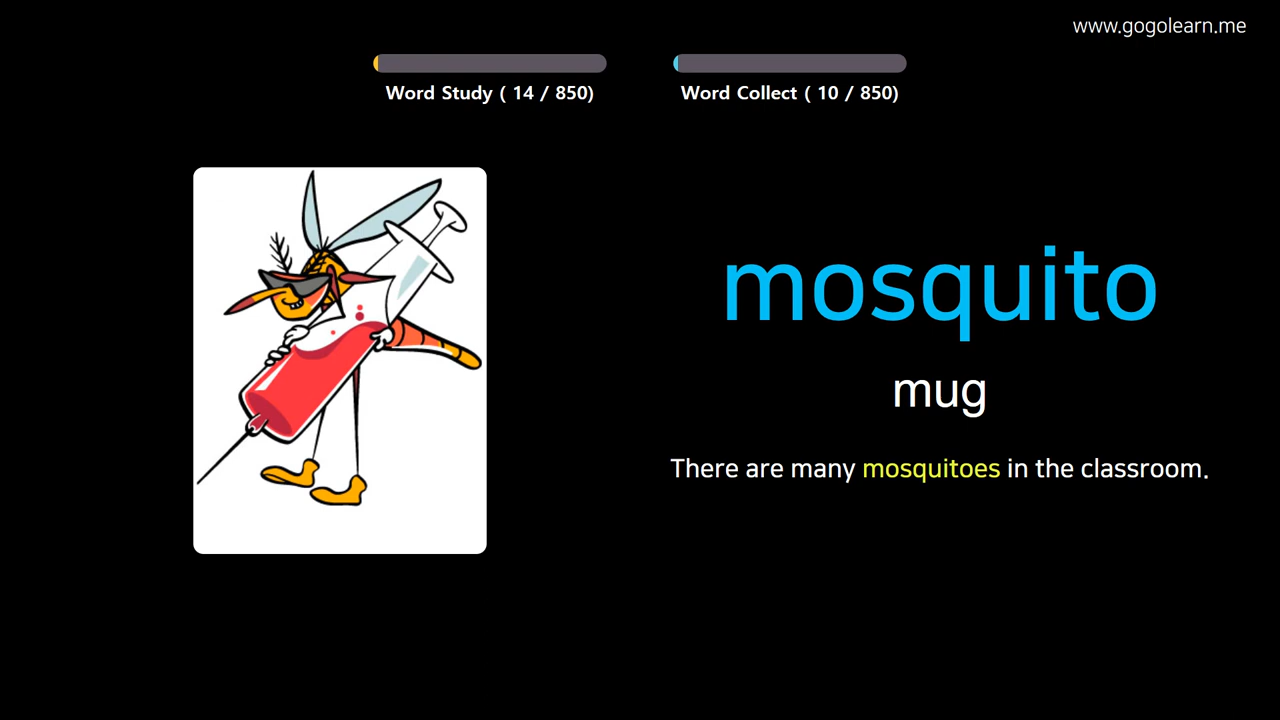 www.gogolearn.me
Word Study ( 14 / 850)
Word Collect ( 10 / 850)
mosquito
mug
There are many mosquitoes in the classroom.